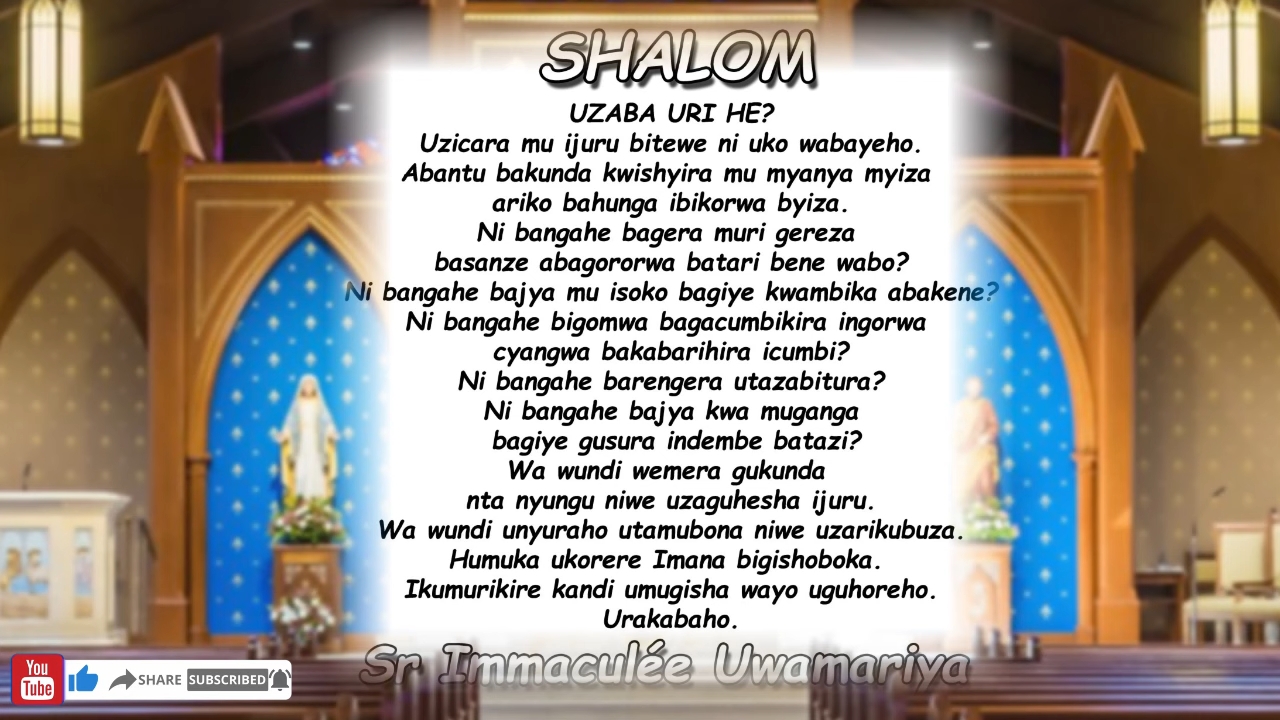 SHALOM
UZABA URI HE?
Uzicara mu ijuru bitewe ni uko wabayeho.
Abantu bakunda kwishyira mu myanya myiza
ariko bahunga ibikorwa byiza.
Ni bangahe bagera muri gereza
basanze abagororwa batari bene wabo?
Ni bangahe bajya mu isoko bagiye kwambika abakene?
Ni bangahe bigomwa bagacumbikira ingorwa
cyangwa bakabarihira icumbi?
Ni bangahe barengera utazabitura?
Ni bangahe bajya kwa muganga
bagiye gusura indembe batazi?
Wa wundi wemera gukunda
nta nyungu niwe uzaguhesha ijuru.
Wa wundi unyuraho utamubona niwe uzarikubuza.
Humuka ukorere Imana bigishoboka.
Ikumurikire kandi umugisha wayo uguhoreho.
Urakabaho.
Sr Immaculée Uwamariya
You Tube SHARE SUBSCRIBED